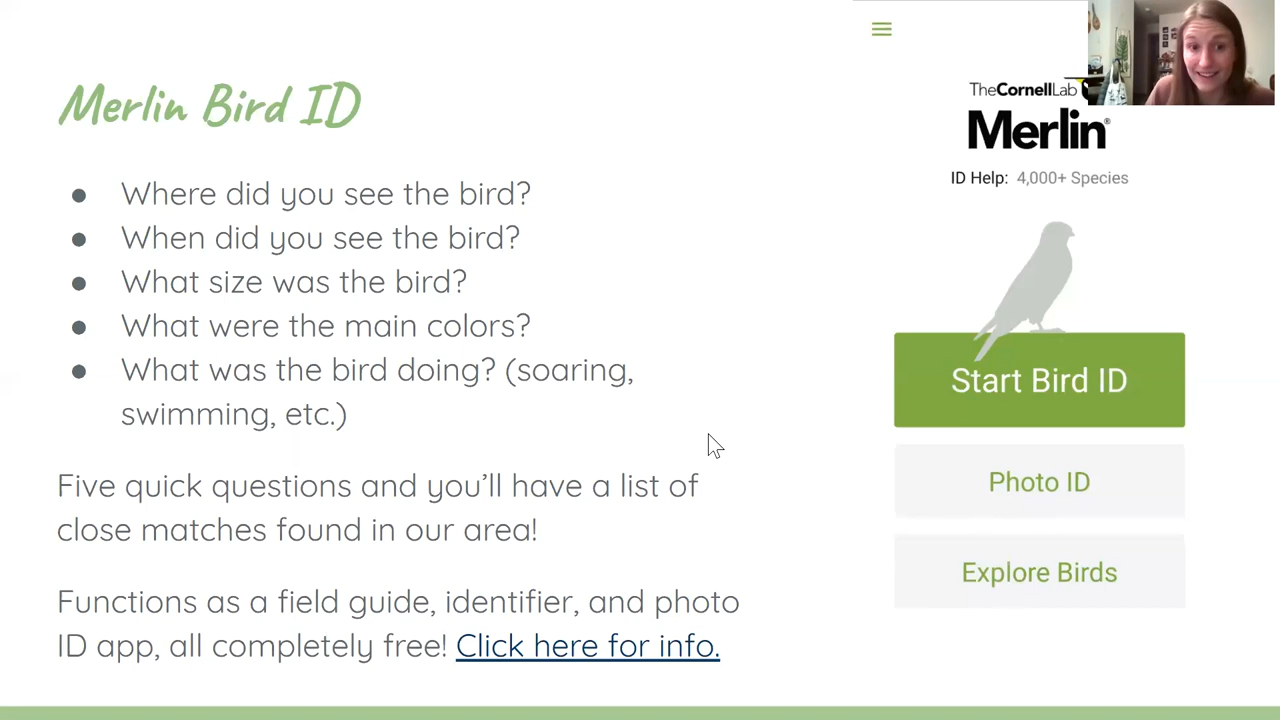 Merlin Bird ID
● Where did you see the bird?
● When did you see the bird?
● What size was the bird?
● What were the main colors?
● What was the bird doing? (soaring,
swimming, etc.)
Five quick questions and you'll have a list of
close matches found in our area!
Functions as a field guide, identifier, and photo
ID app, all completely free! Click here for info.
TheCornellLab
Merlin®
ID Help: 4,000+ Species
Start Bird ID
Photo ID
Explore Birds